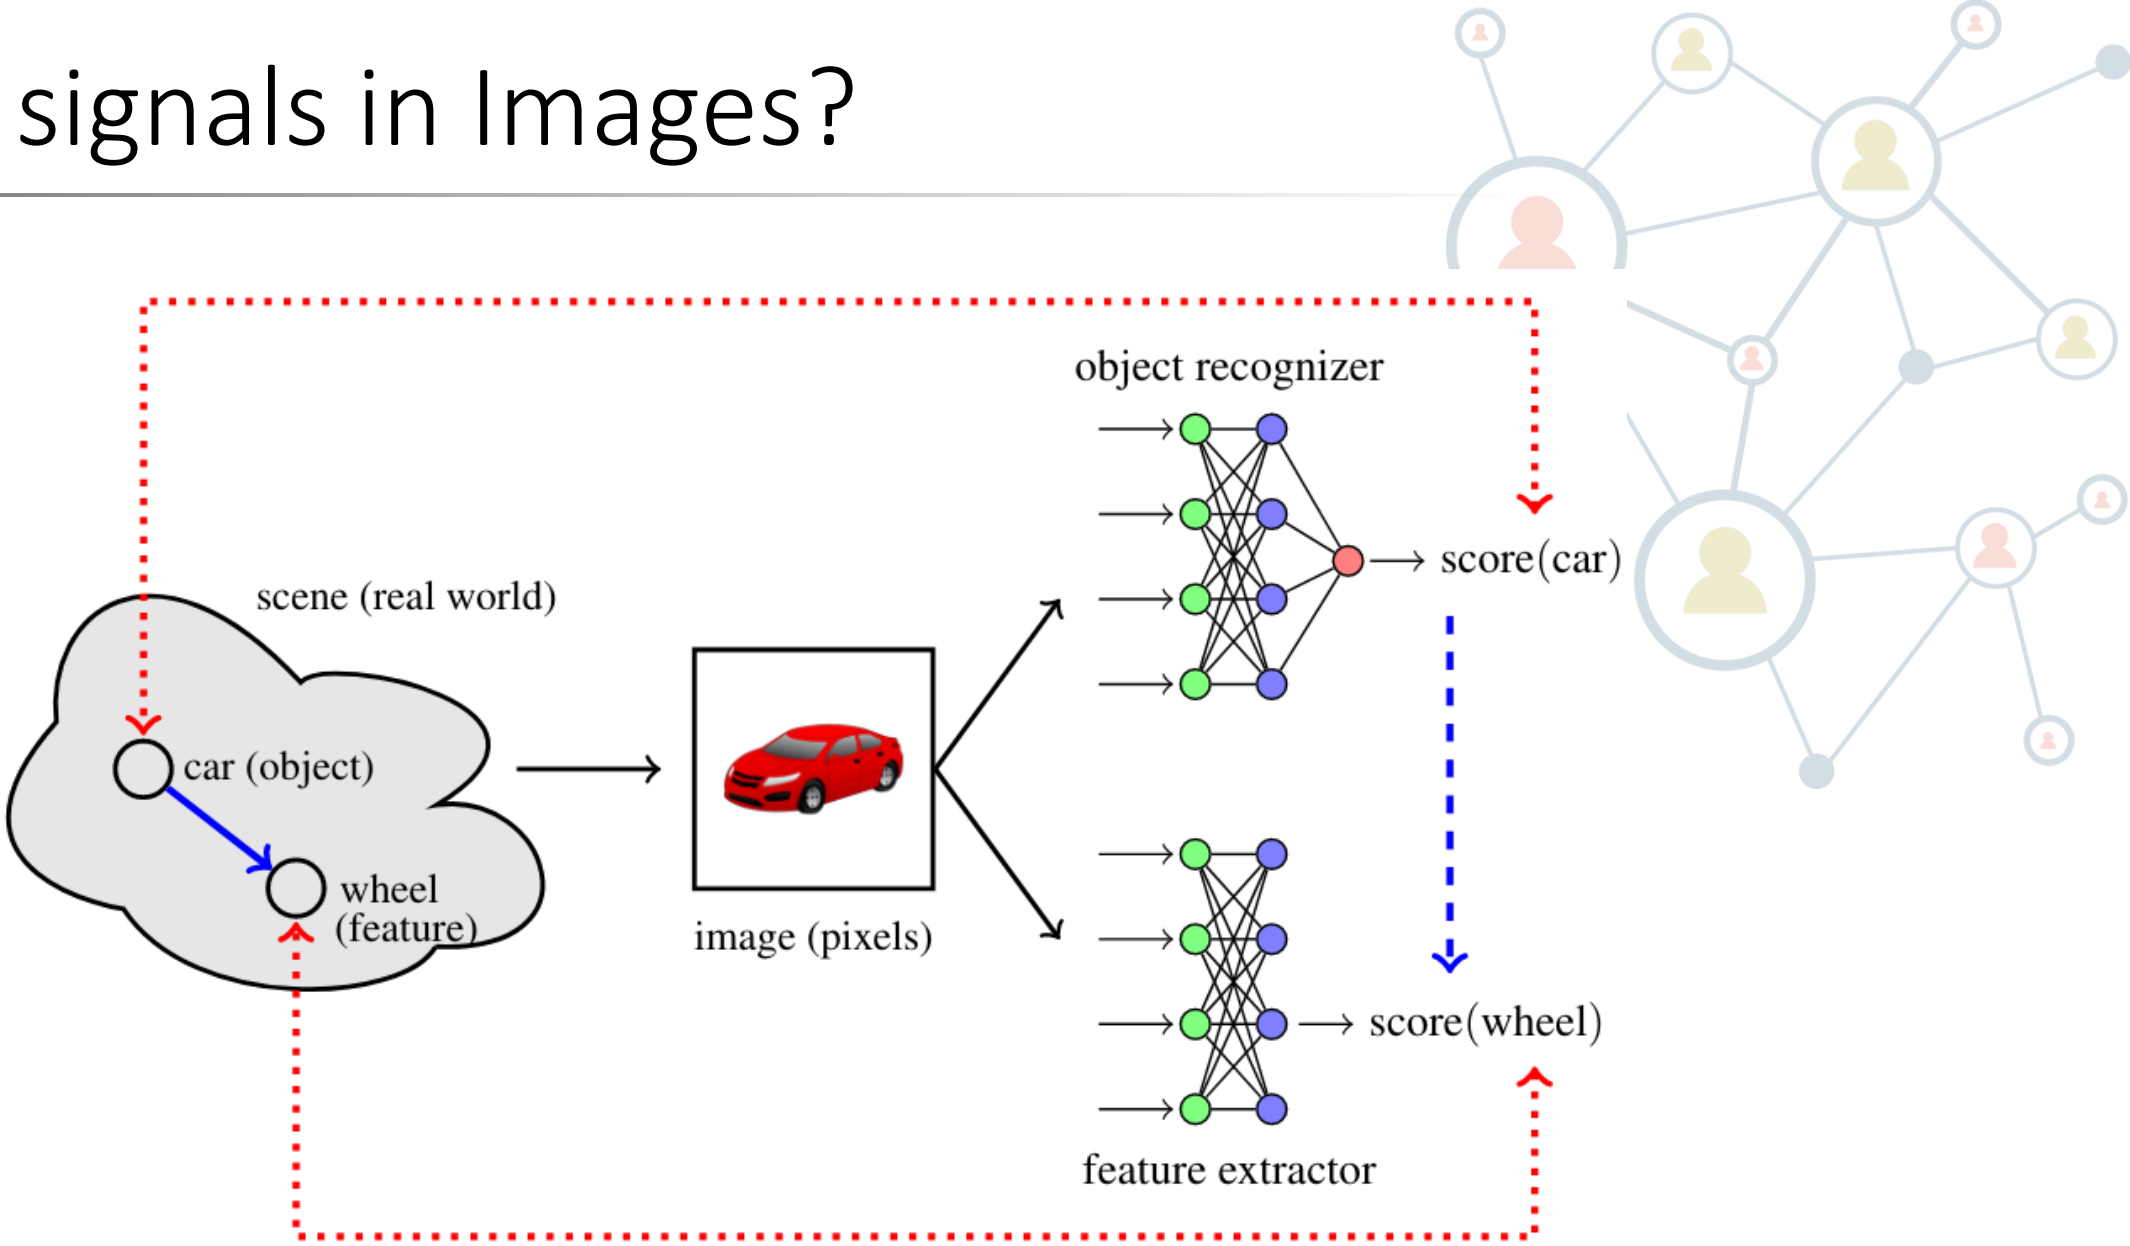 signals in Images?
object recognizer
score(car)
scene (real world)
car (object)
wheel
(feature)
image (pixels)
score(wheel)
feature extractor